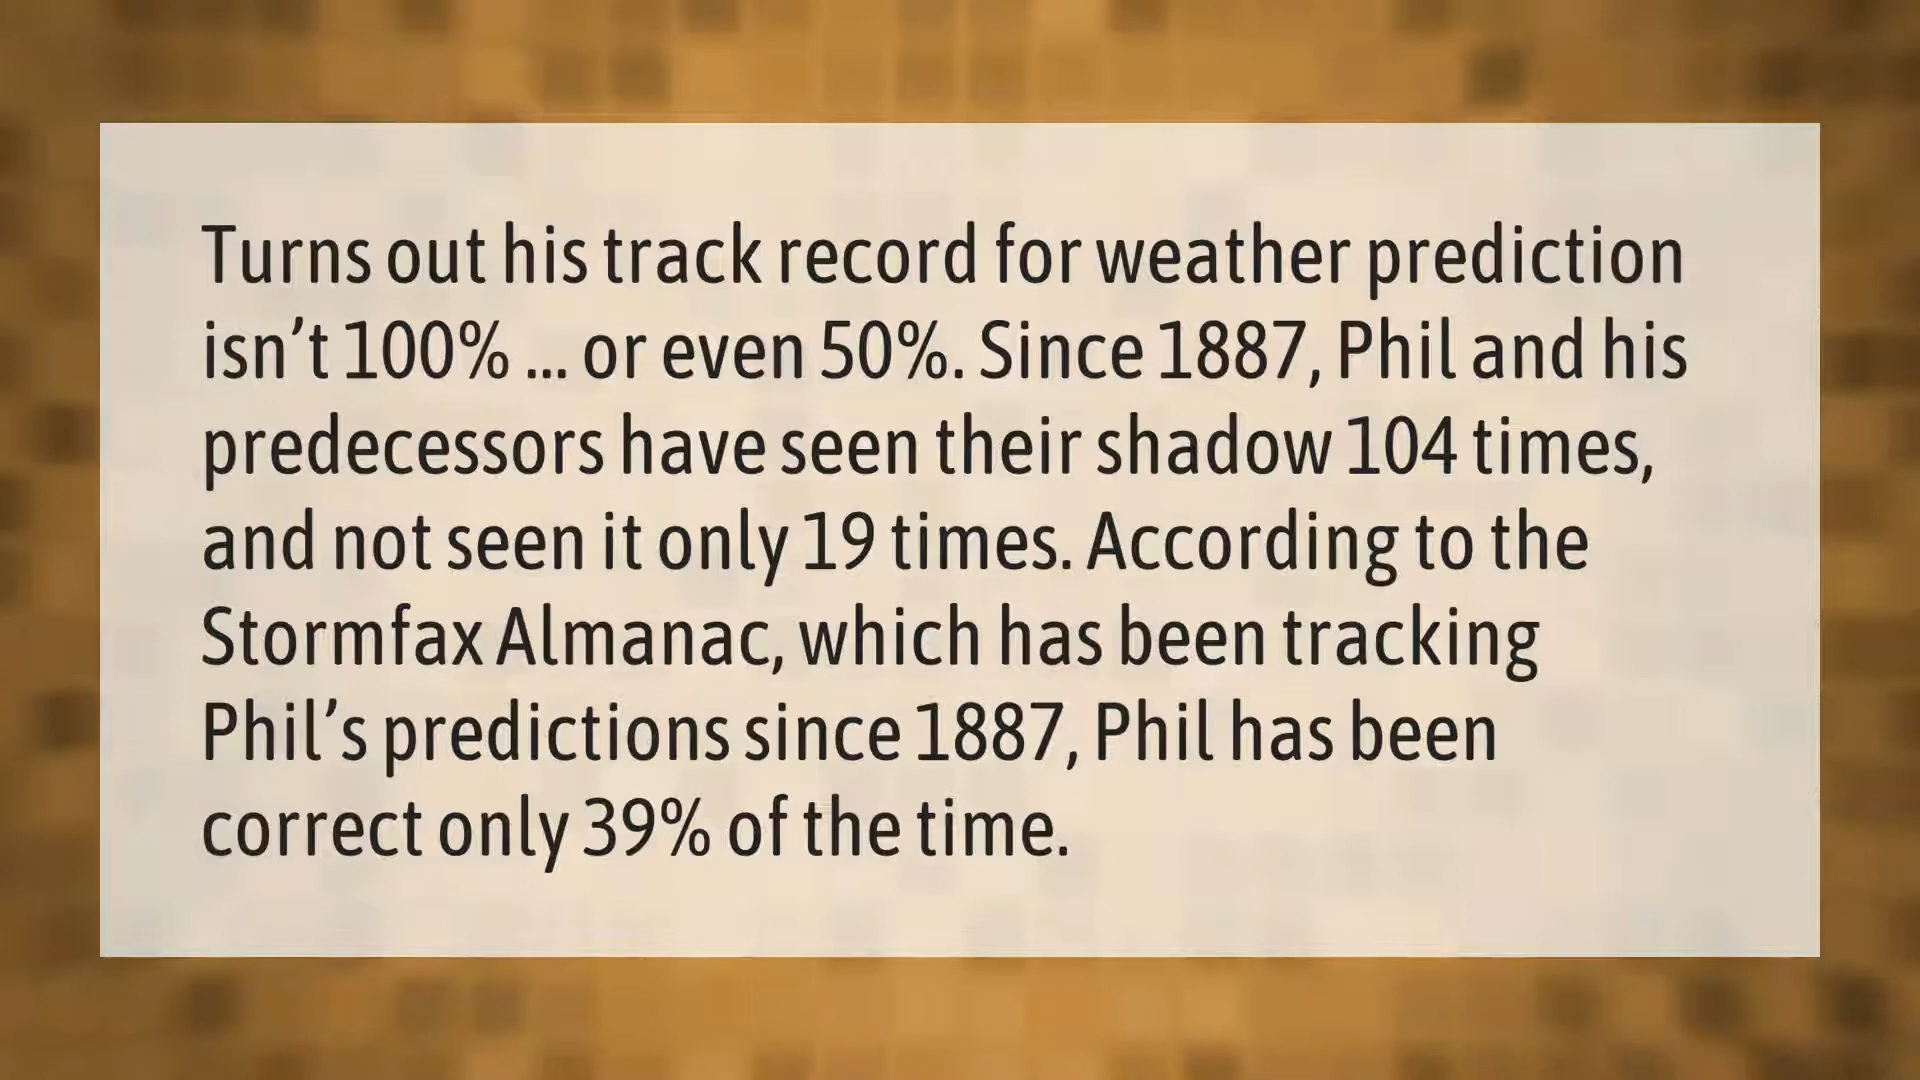 Turns out his track record for weather prediction
isn’t 100% ... or even 50%. Since 1887, Phil and his
predecessors have seen their shadow 104 times,
and not seen it only 19 times. According to the
Stormfax Almanac, which has been tracking
Phil’s predictions since 1887, Phil has been
correct only 39% of the time.